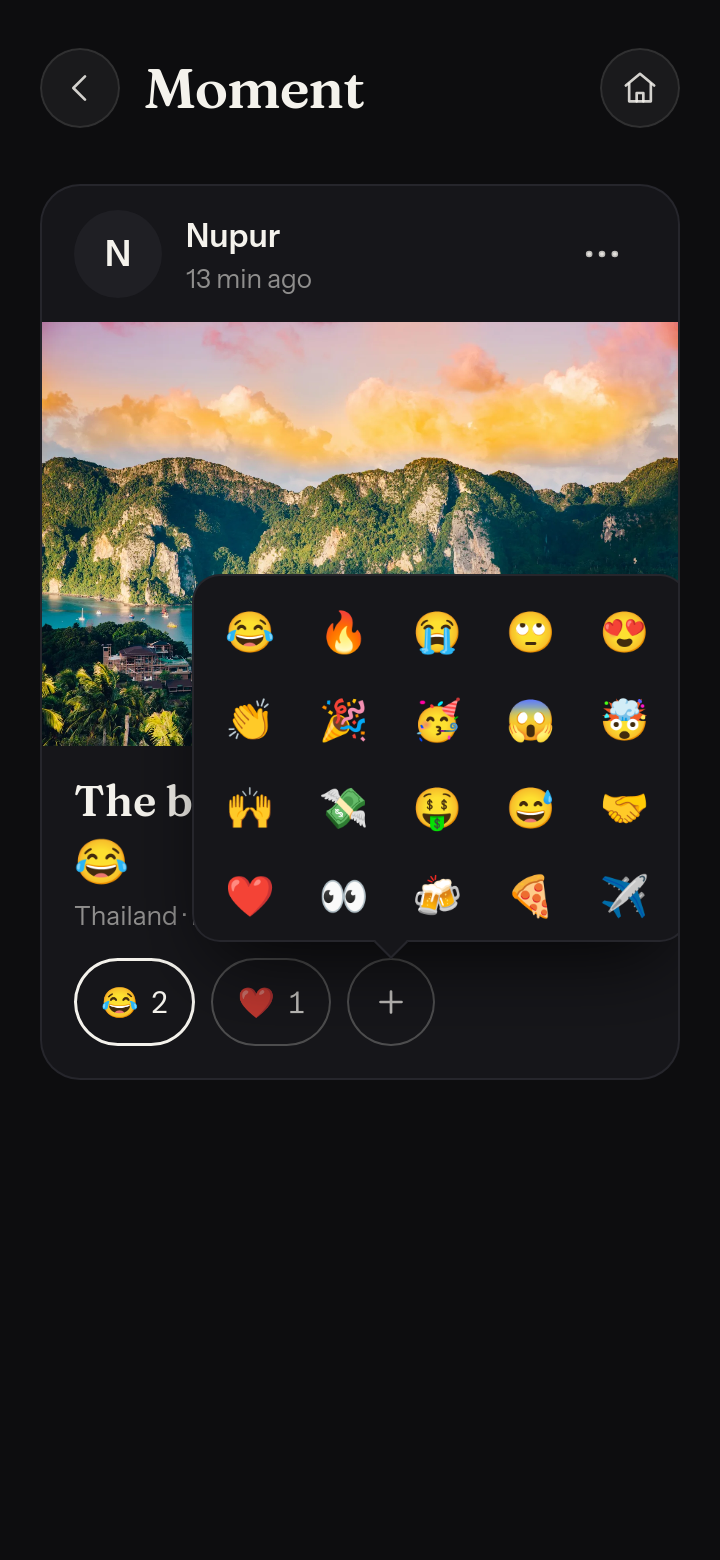 Moment
N
Nupur
13 min ago
The b
😂
Thailand ·
😂 2
❤️ 1